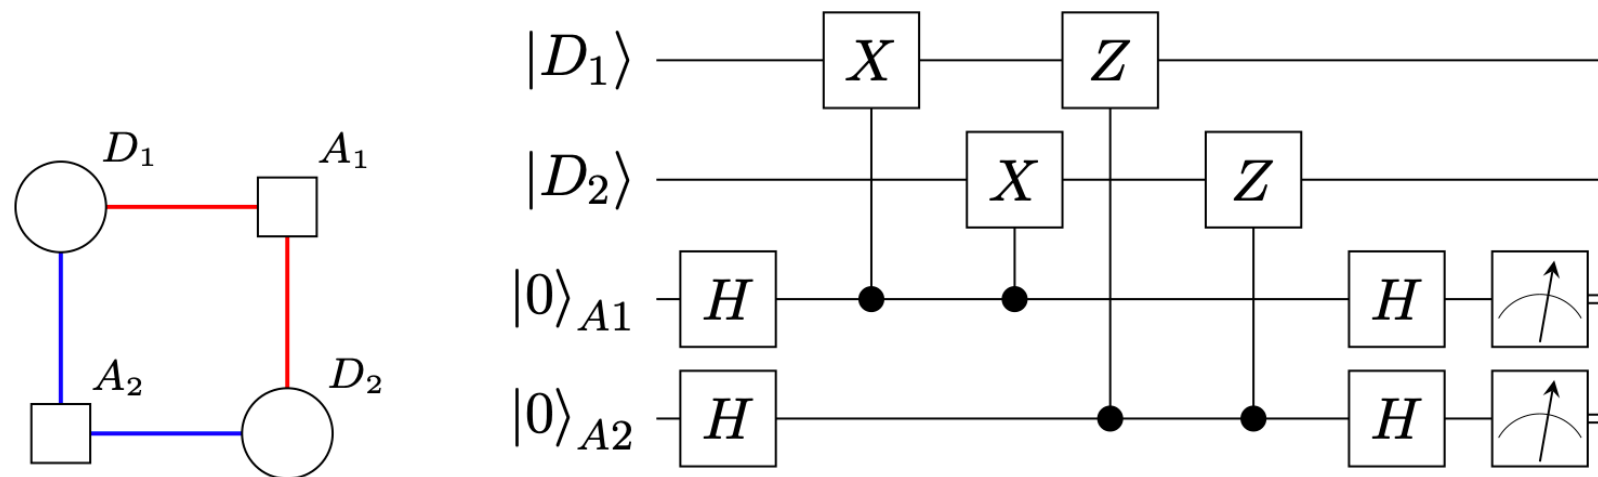 D₁ A₁
A₂ D₂
|D₁⟩ X Z
|D₂⟩ X Z
|0⟩A1 H H
|0⟩A2 H H